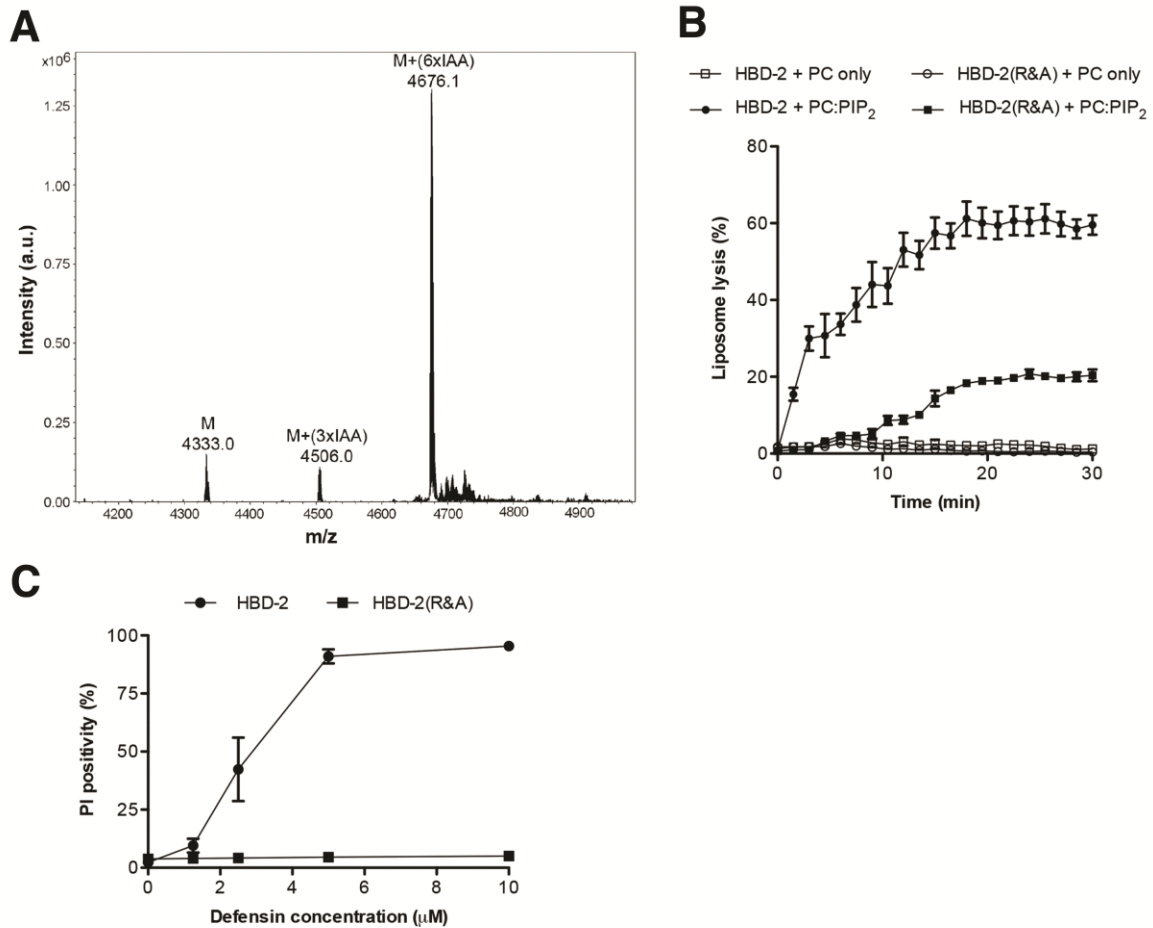 A
x10⁶
M+(6xIAA)
4676.1
1.25
1.00
0.75
0.50
0.25
0.00
M
4333.0
M+(3xIAA)
4506.0
4200 4300 4400 4500 4600 4700 4800 4900
Intensity (a.u.)
m/z
B
HBD-2 + PC only
HBD-2(R&A) + PC only
HBD-2 + PC:PIP₂
HBD-2(R&A) + PC:PIP₂
80
60
40
20
0
0 10 20 30
Liposome lysis (%)
Time (min)
C
HBD-2 HBD-2(R&A)
100
75
50
25
0
0 2 4 6 8 10
PI positivity (%)
Defensin concentration (μM)